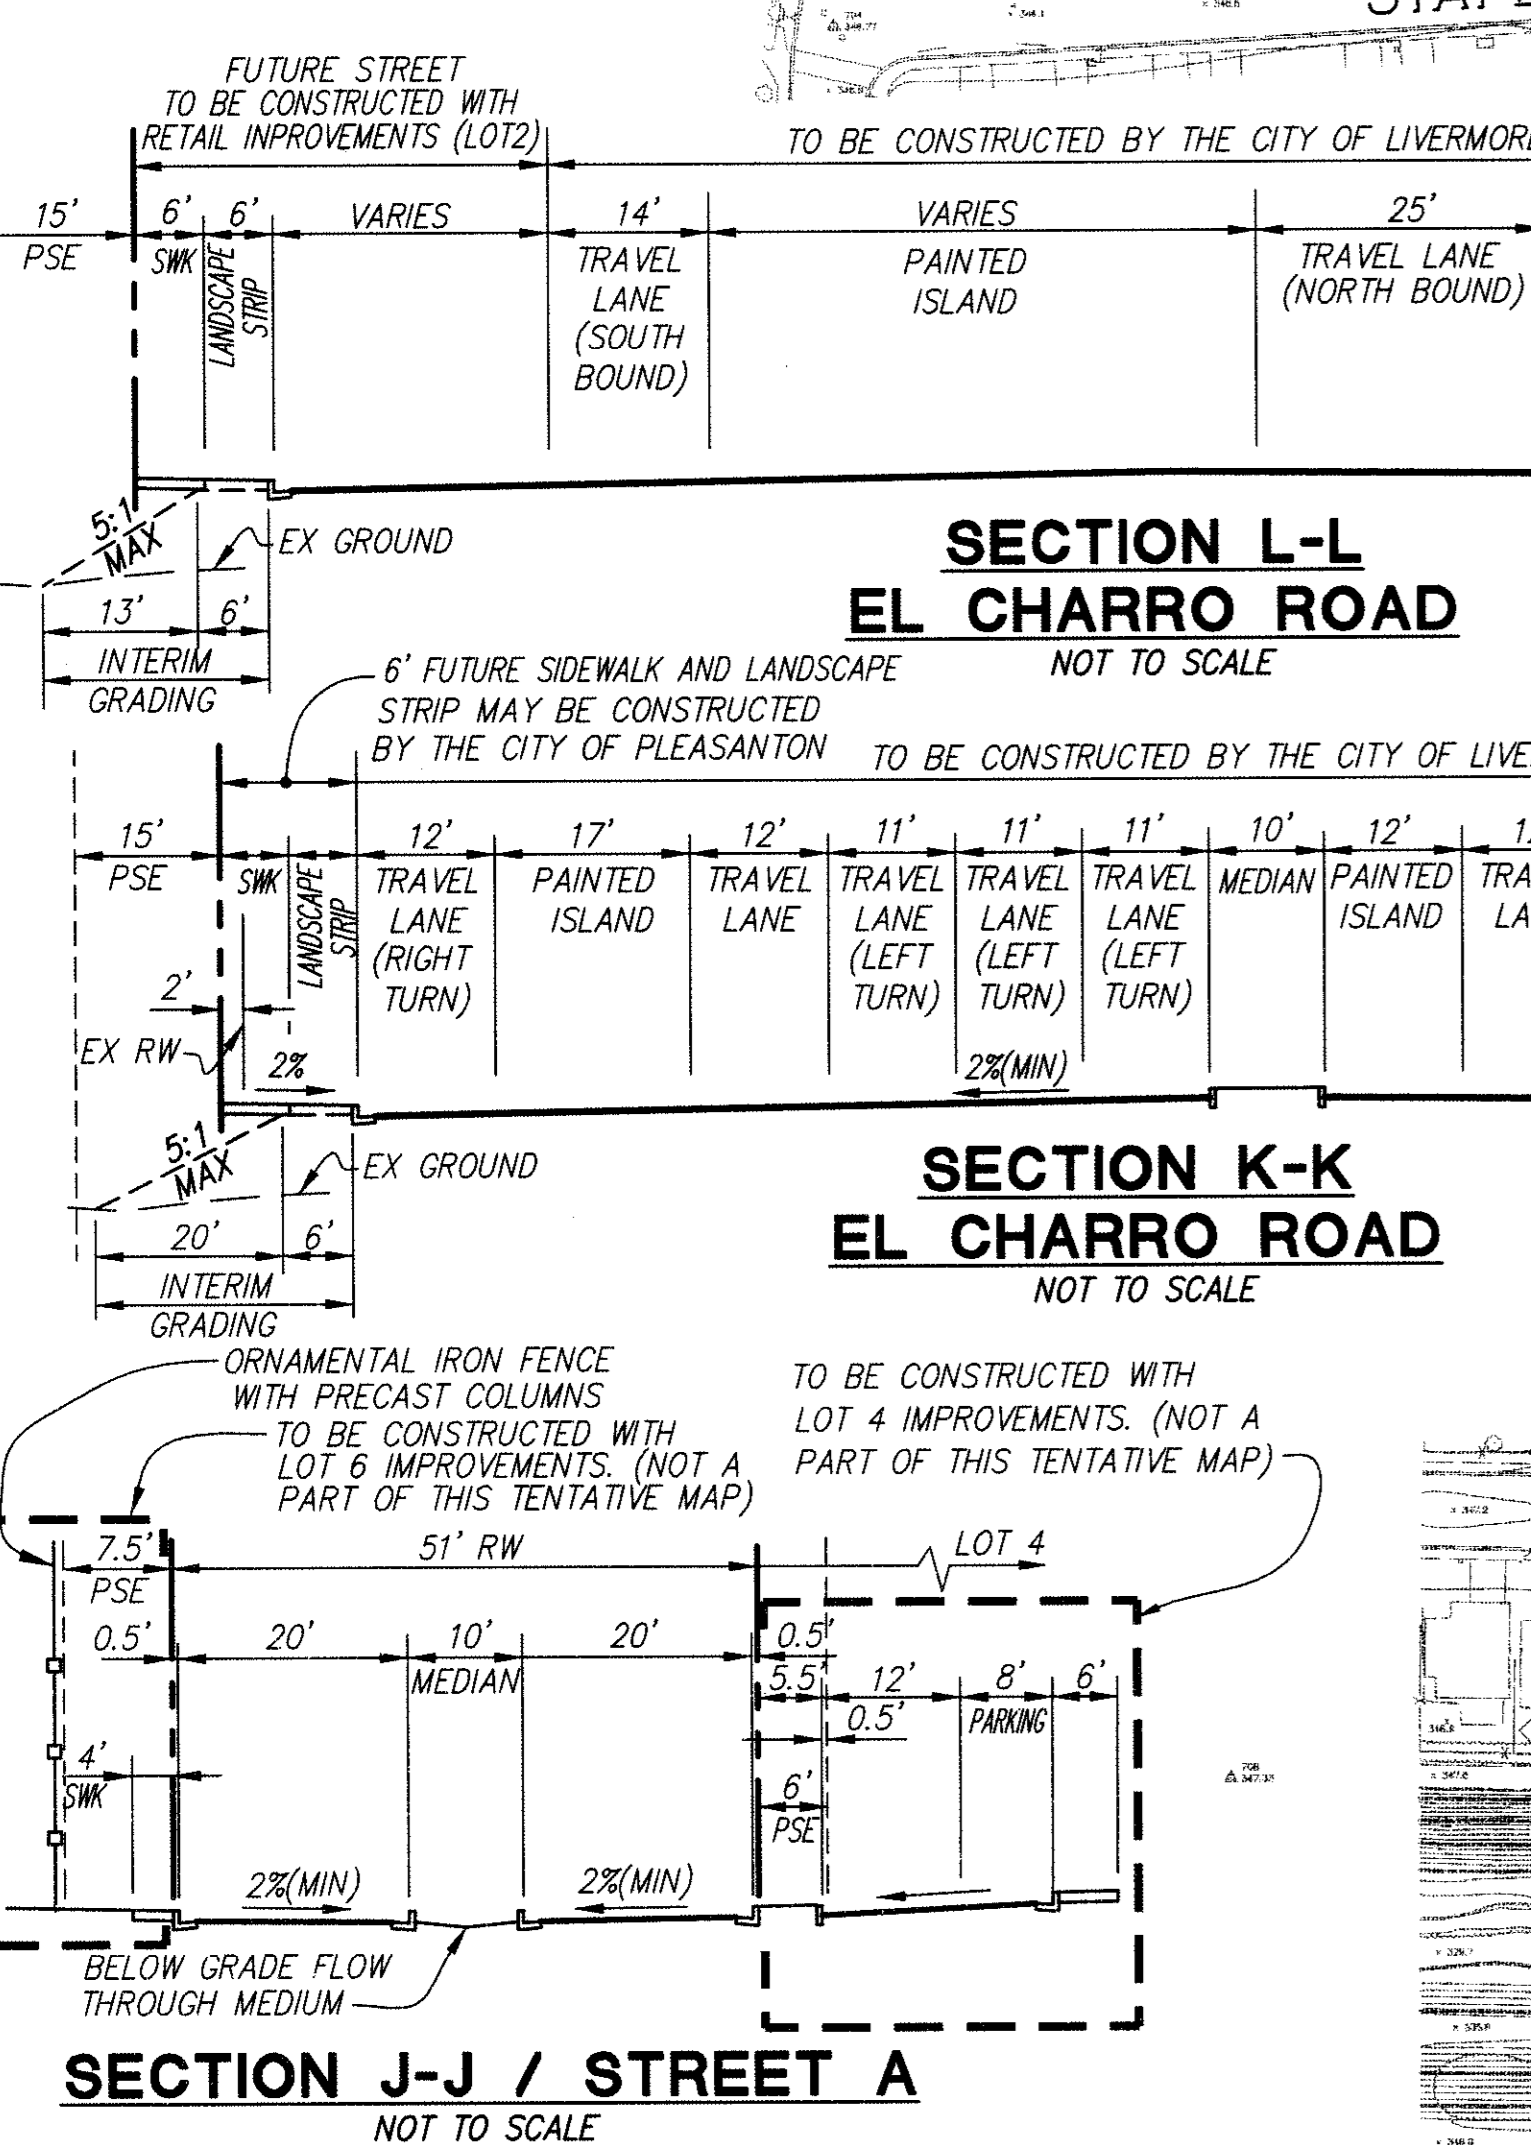 FUTURE STREET
TO BE CONSTRUCTED WITH
RETAIL INPROVEMENTS (LOT2)
TO BE CONSTRUCTED BY THE CITY OF LIVERMORE
15' 6' 6' VARIES 14' VARIES 25'
PSE SWK LANDSCAPE STRIP
TRAVEL LANE (SOUTH BOUND)
PAINTED ISLAND
TRAVEL LANE (NORTH BOUND)
5:1 MAX
EX GROUND
13' 6'
INTERIM
GRADING
SECTION L-L
EL CHARRO ROAD
NOT TO SCALE
6' FUTURE SIDEWALK AND LANDSCAPE
STRIP MAY BE CONSTRUCTED
BY THE CITY OF PLEASANTON
TO BE CONSTRUCTED BY THE CITY OF
15' 12' 17' 12' 11' 11' 11' 10' 12'
PSE SWK LANDSCAPE STRIP
TRAVEL LANE (RIGHT TURN)
PAINTED ISLAND
TRAVEL LANE
TRAVEL LANE (LEFT TURN)
TRAVEL LANE (LEFT TURN)
TRAVEL LANE (LEFT TURN)
MEDIAN
PAINTED ISLAND
2'
EX RW
2%
2%(MIN)
5:1 MAX
EX GROUND
20' 6'
INTERIM
GRADING
SECTION K-K
EL CHARRO ROAD
NOT TO SCALE
ORNAMENTAL IRON FENCE
WITH PRECAST COLUMNS
TO BE CONSTRUCTED WITH
LOT 6 IMPROVEMENTS. (NOT A
PART OF THIS TENTATIVE MAP)
TO BE CONSTRUCTED WITH
LOT 4 IMPROVEMENTS. (NOT A
PART OF THIS TENTATIVE MAP)
7.5' 51' RW LOT 4
PSE
0.5' 20' 10' 20' 0.5'
MEDIAN
5.5' 12' 8' 6'
0.5' PARKING
4'
SWK
6'
PSE
2%(MIN) 2%(MIN)
BELOW GRADE FLOW
THROUGH MEDIUM
SECTION J-J / STREET A
NOT TO SCALE